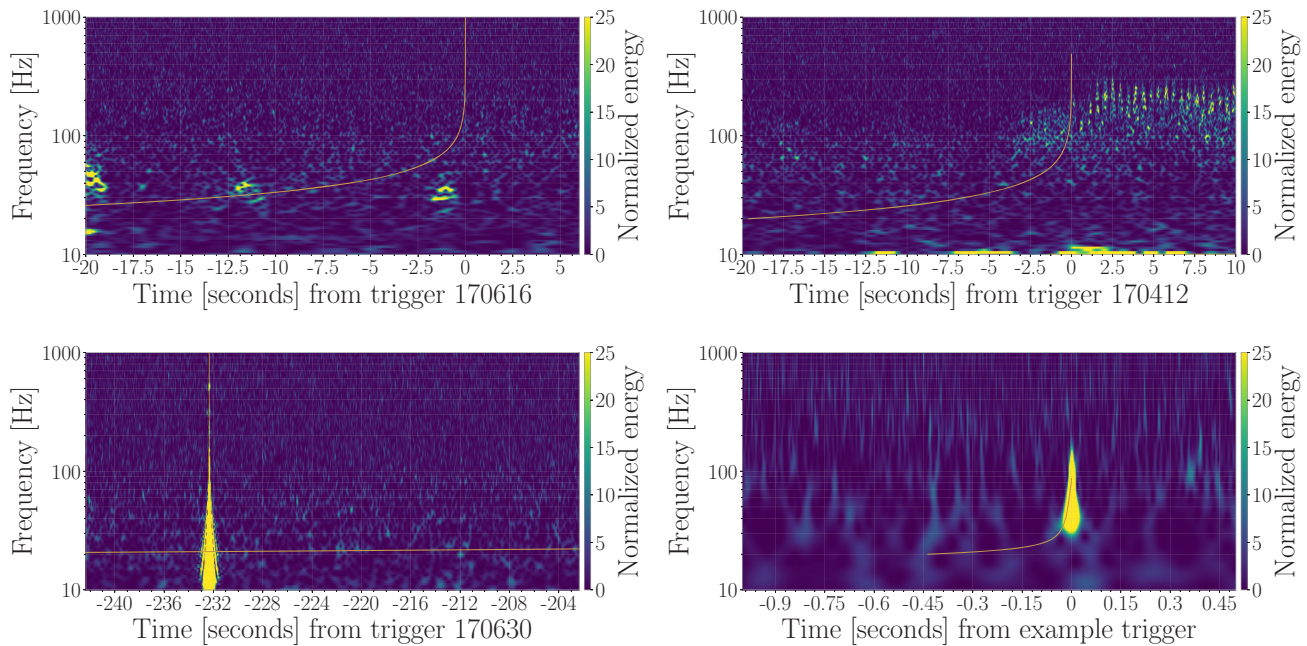 1000
100
10
Frequency [Hz]
-20 -17.5 -15 -12.5 -10 -7.5 -5 -2.5 0 2.5 5
Time [seconds] from trigger 170616
25
20
15
10
5
0
Normalized energy
1000
100
10
Frequency [Hz]
-20 -17.5 -15 -12.5 -10 -7.5 -5 -2.5 0 2.5 5 7.5 10
Time [seconds] from trigger 170412
25
20
15
10
5
0
Normalized energy
1000
100
10
Frequency [Hz]
-240 -236 -232 -228 -224 -220 -216 -212 -208 -204
Time [seconds] from trigger 170630
25
20
15
10
5
0
Normalized energy
1000
100
10
Frequency [Hz]
-0.9 -0.75 -0.6 -0.45 -0.3 -0.15 0 0.15 0.3 0.45
Time [seconds] from example trigger
25
20
15
10
5
0
Normalized energy